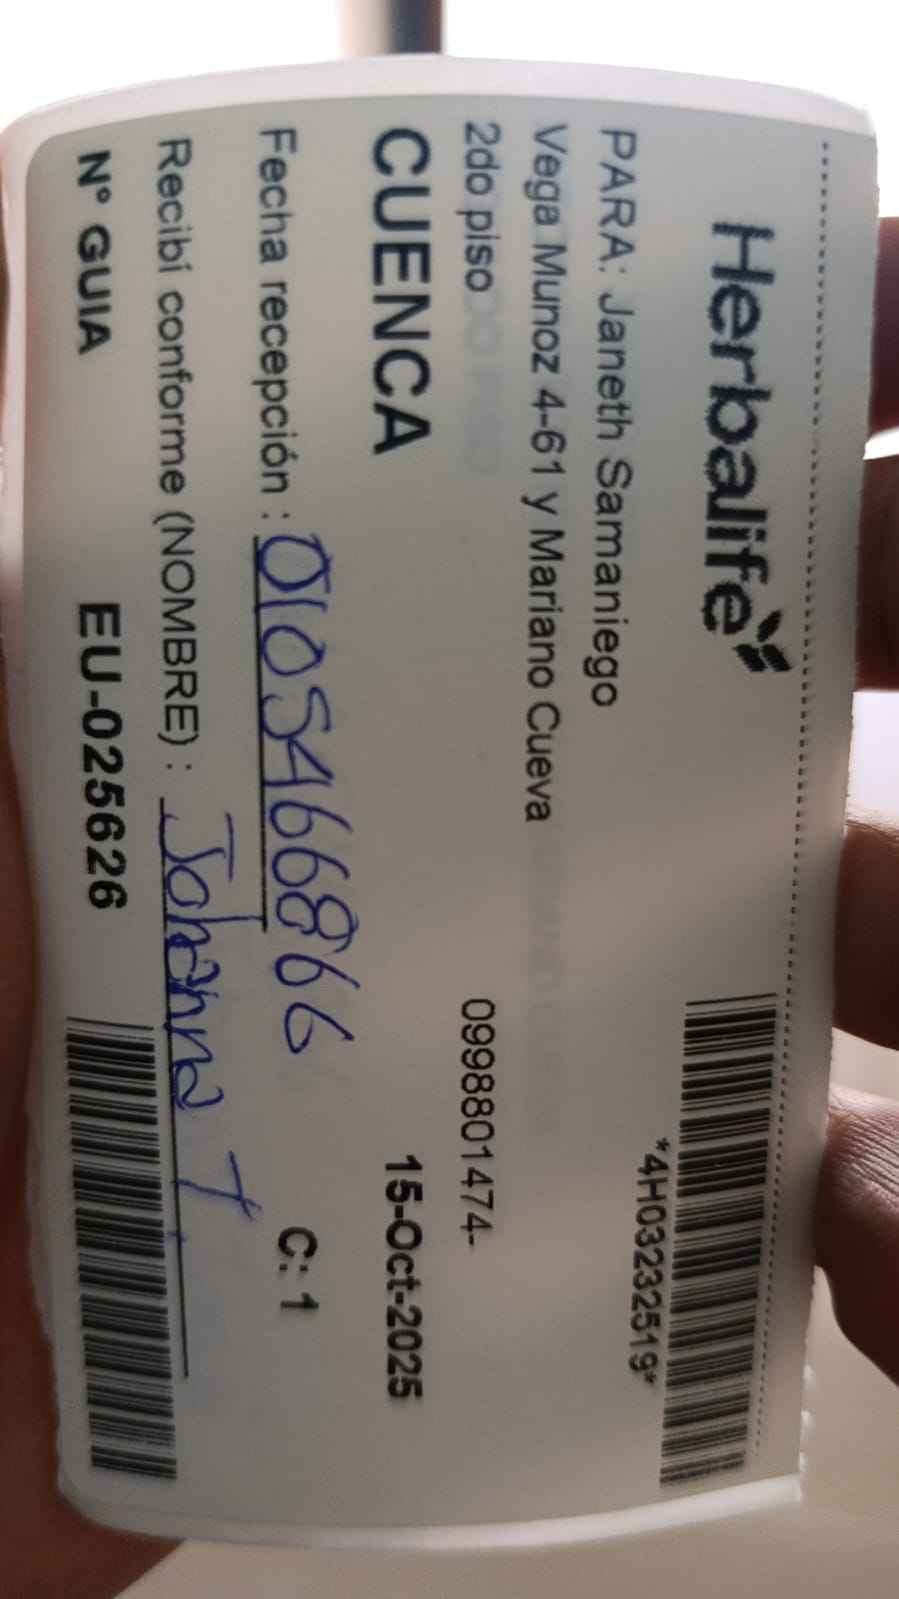 Herbalife
*4H03232519*
PARA: Janeth Samaniego
Vega Munoz 4-61 y Mariano Cueva
2do piso 0998801474-
CUENCA 15-Oct-2025
Fecha recepción : 0105466866 C: 1
Recibí conforme (NOMBRE) : Johanna T
Nº GUIA EU-025626